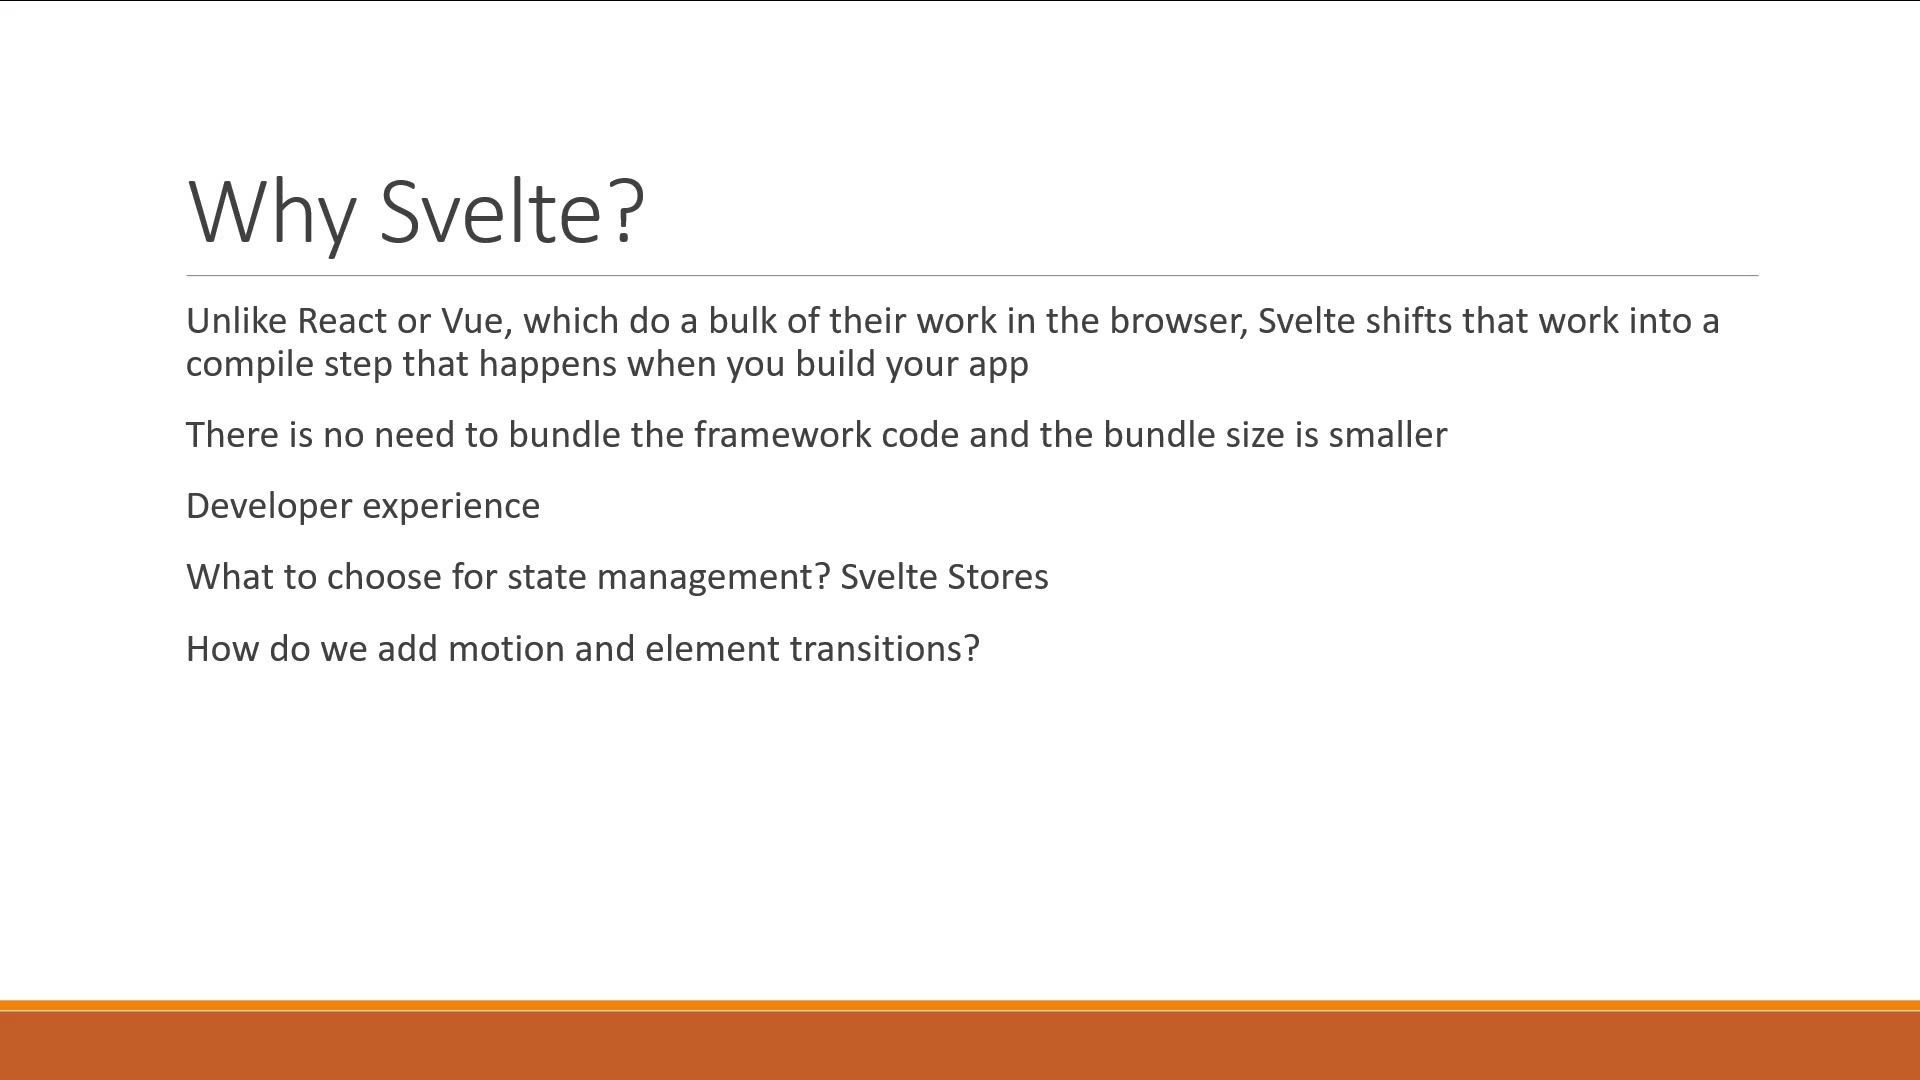 Why Svelte?
Unlike React or Vue, which do a bulk of their work in the browser, Svelte shifts that work into a
compile step that happens when you build your app
There is no need to bundle the framework code and the bundle size is smaller
Developer experience
What to choose for state management? Svelte Stores
How do we add motion and element transitions?